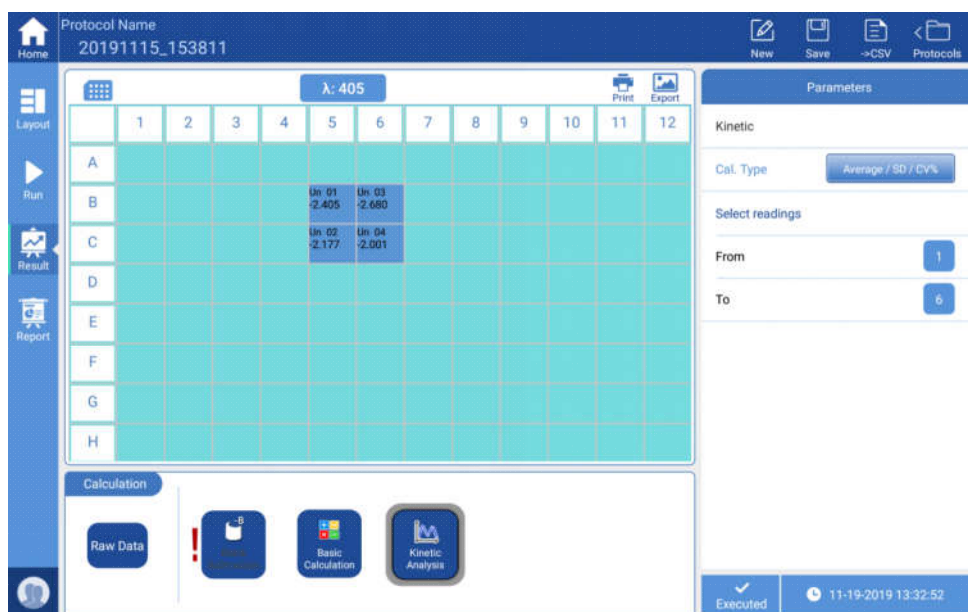 Protocol Name
20191115_153811
Home
New
Save
->CSV
Protocols
Layout
Run
Result
Report
λ: 405
Print
Export
1 2 3 4 5 6 7 8 9 10 11 12
A
B
C
D
E
F
G
H
Un 01 Un 03
-2.405 -2.680
Un 02 Un 04
-2.177 -2.001
Parameters
Kinetic
Cal. Type
Average / SD / CV%
Select readings
From
1
To
6
Calculation
Raw Data
!
-B
Basic
Calculation
Kinetic
Analysis
Executed
11-19-2019 13:32:52